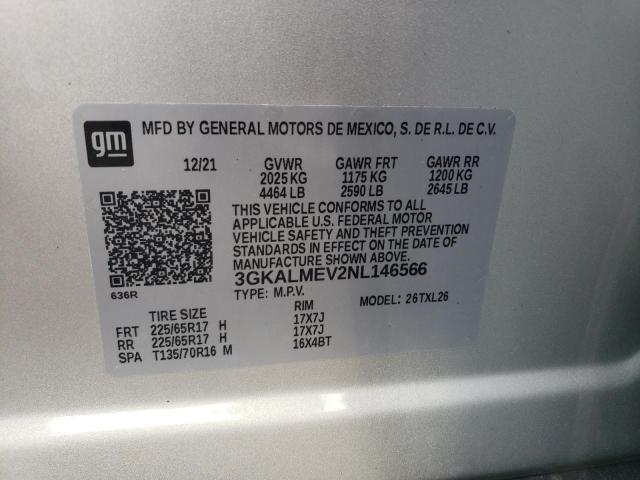 gm
MFD BY GENERAL MOTORS DE MEXICO, S. DE R.L. DE C.V.
12/21 GVWR GAWR FRT GAWR RR
2025 KG 1175 KG 1200 KG
4464 LB 2590 LB 2645 LB
THIS VEHICLE CONFORMS TO ALL
APPLICABLE U.S. FEDERAL MOTOR
VEHICLE SAFETY AND THEFT PREVENTION
STANDARDS IN EFFECT ON THE DATE OF
MANUFACTURE SHOWN ABOVE.
3GKALMEV2NL146566
636R
TYPE: M.P.V. MODEL: 26TXL26
TIRE SIZE RIM
FRT 225/65R17 H 17X7J
RR 225/65R17 H 17X7J
SPA T135/70R16 M 16X4BT